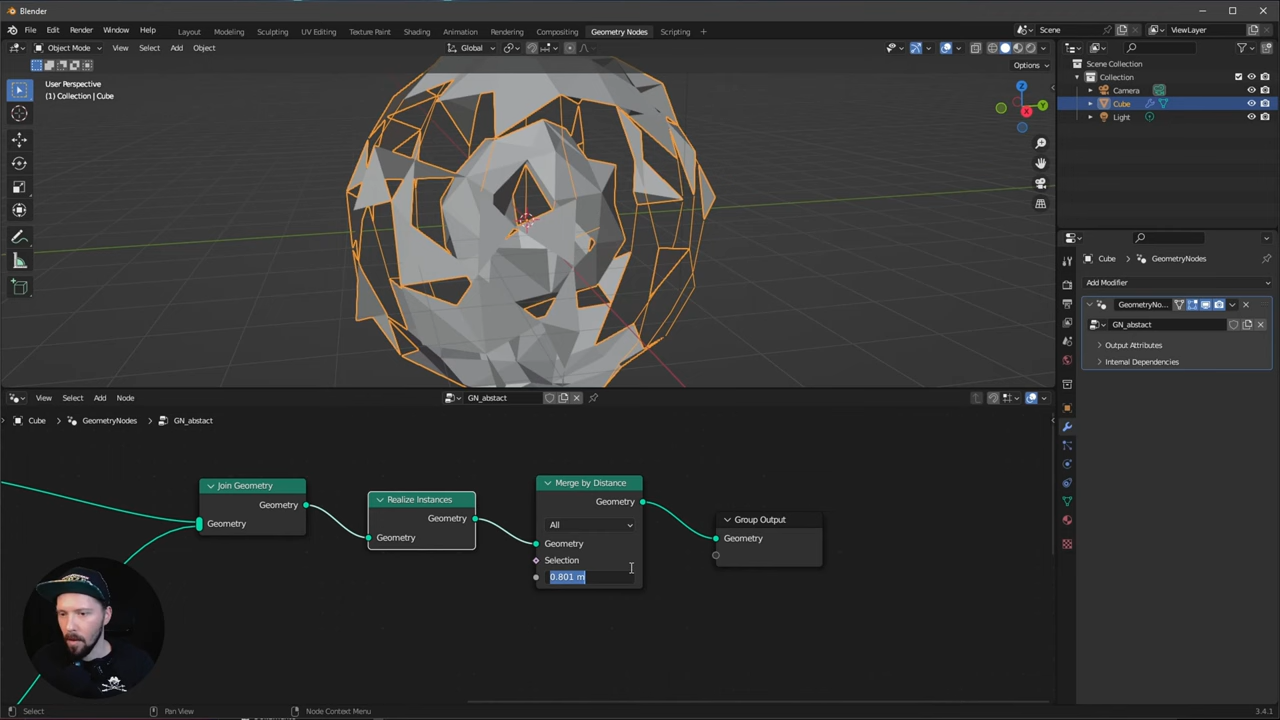 Blender
File Edit Render Window Help Layout Modeling Sculpting UV Editing Texture Paint Shading Animation Rendering Compositing Geometry Nodes Scripting Scene ViewLayer
Object Mode View Select Add Object Global
Options
User Perspective
(1) Collection | Cube
Z
Y
X
Scene Collection
Collection
Camera
Cube
Light
Cube GeometryNodes
Add Modifier
GeometryNo...
GN_abstact
Output Attributes
Internal Dependencies
View Select Add Node GN_abstact
Cube GeometryNodes GN_abstact
Join Geometry
Geometry
Geometry
Realize Instances
Geometry
Geometry
Merge by Distance
Geometry
All
Geometry
Selection
0.801 m
Group Output
Geometry
Select Pan View Node Context Menu 3.4.1